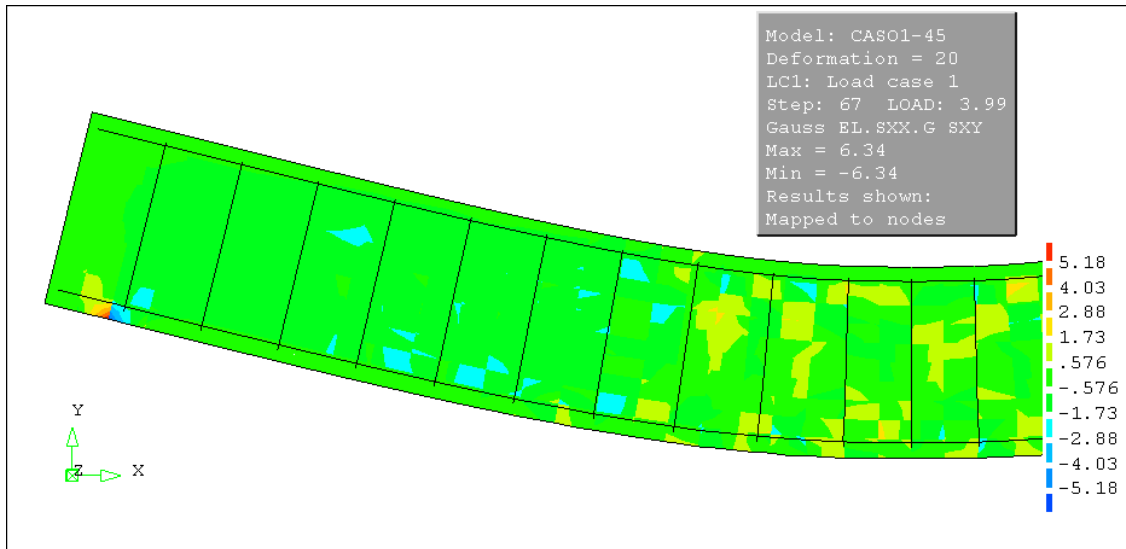 Model: CASO1-45
Deformation = 20
LC1: Load case 1
Step: 67 LOAD: 3.99
Gauss EL.SXX.G SXY
Max = 6.34
Min = -6.34
Results shown:
Mapped to nodes
5.18
4.03
2.88
1.73
.576
-.576
-1.73
-2.88
-4.03
-5.18
Y
Z X